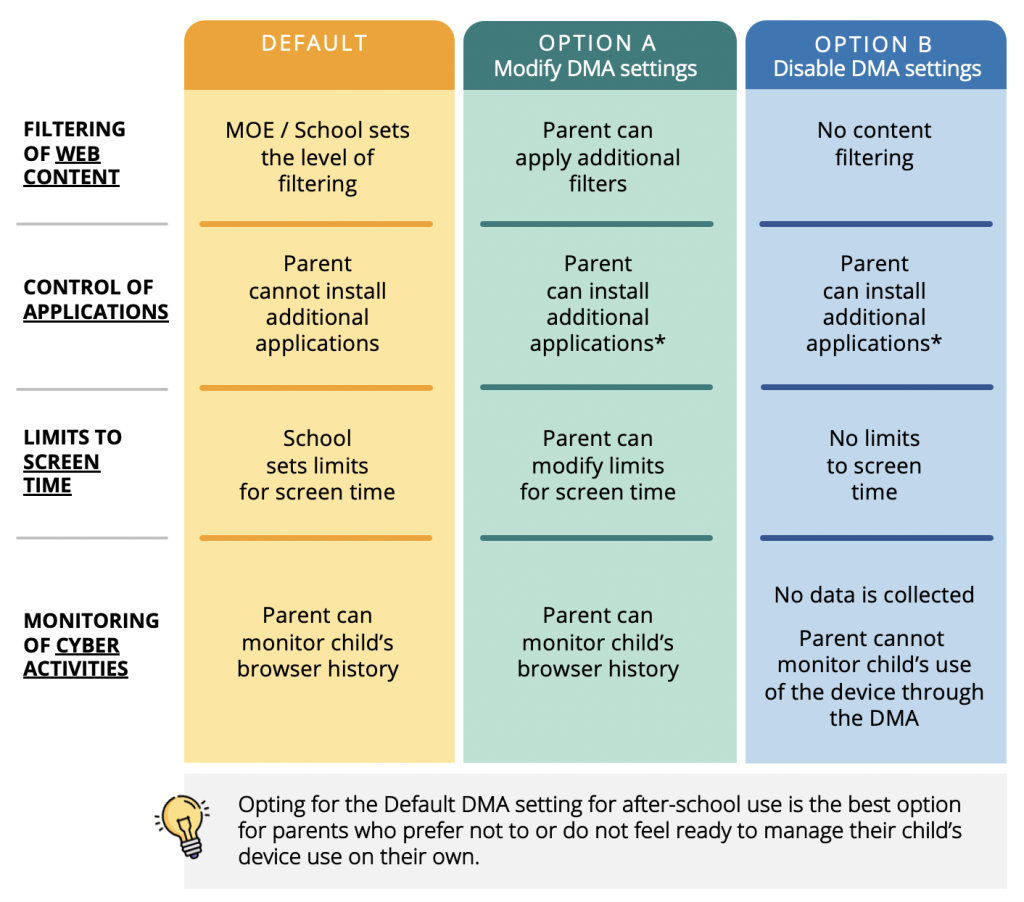 DEFAULT
OPTION A
Modify DMA settings
OPTION B
Disable DMA settings
FILTERING
OF WEB
CONTENT
MOE / School sets
the level of
filtering
Parent can
apply additional
filters
No content
filtering
CONTROL OF
APPLICATIONS
Parent
cannot install
additional
applications
Parent
can install
additional
applications*
Parent
can install
additional
applications*
LIMITS TO
SCREEN
TIME
School
sets limits
for screen time
Parent can
modify limits
for screen time
No limits
to screen
time
MONITORING
OF CYBER
ACTIVITIES
Parent can
monitor child’s
browser history
Parent can
monitor child’s
browser history
No data is collected
Parent cannot
monitor child’s use
of the device through
the DMA
Opting for the Default DMA setting for after-school use is the best option
for parents who prefer not to or do not feel ready to manage their child’s
device use on their own.